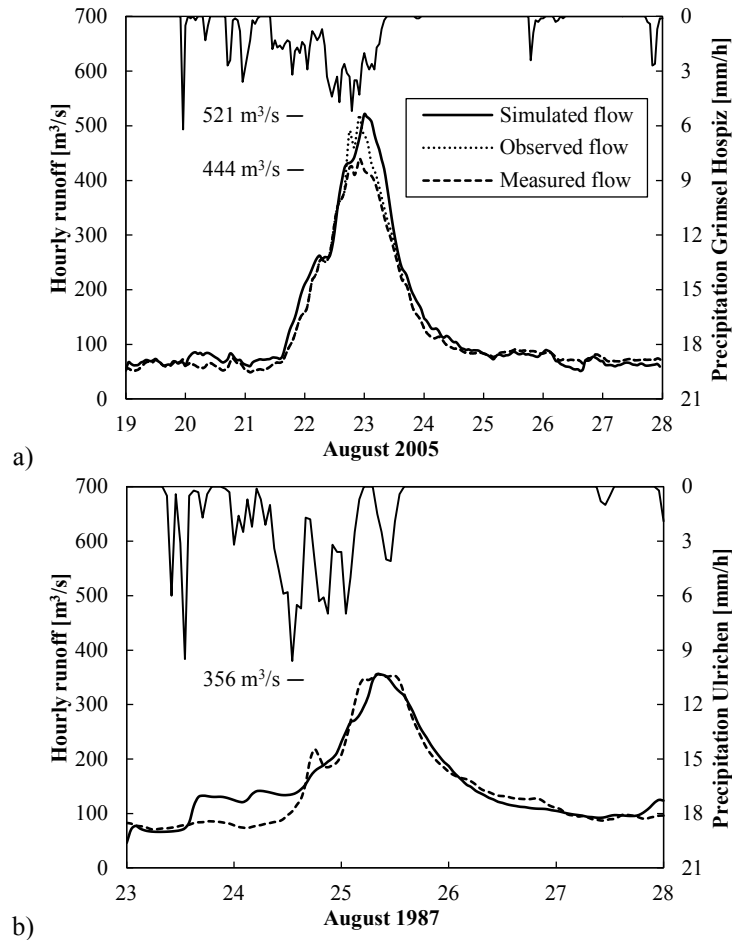 700
600
500
400
300
200
100
0
Hourly runoff [m³/s]
521 m³/s
444 m³/s
Simulated flow
Observed flow
Measured flow
0
3
6
9
12
15
18
21
Precipitation Grimsel Hospiz [mm/h]
19 20 21 22 23 24 25 26 27 28
August 2005
a)
700
600
500
400
300
200
100
0
Hourly runoff [m³/s]
356 m³/s
0
3
6
9
12
15
18
21
Precipitation Ulrichen [mm/h]
23 24 25 26 27 28
August 1987
b)